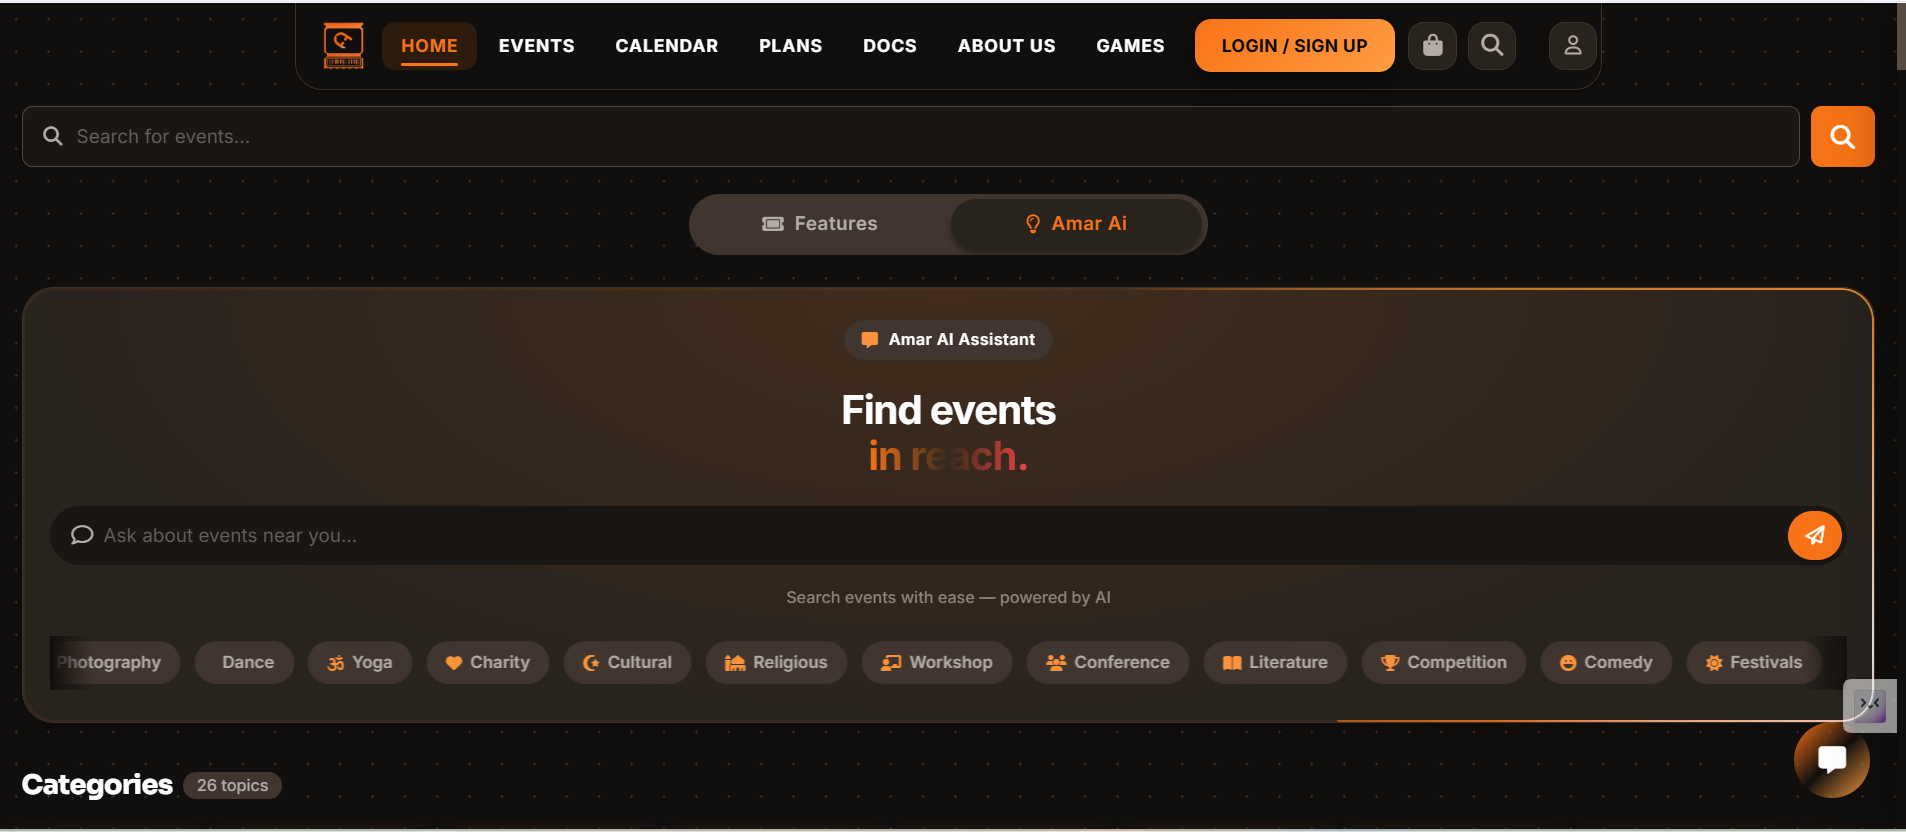 HOME EVENTS CALENDAR PLANS DOCS ABOUT US GAMES LOGIN / SIGN UP
Search for events...
Features Amar Ai
Amar AI Assistant
Find events
in reach.
Ask about events near you...
Search events with ease — powered by AI
Photography Dance Yoga Charity Cultural Religious Workshop Conference Literature Competition Comedy Festivals
Categories 26 topics